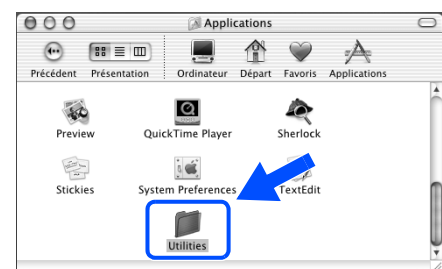 Applications
Précédent Présentation Ordinateur Départ Favoris Applications
Preview QuickTime Player Sherlock
Stickies System Preferences TextEdit
Utilities